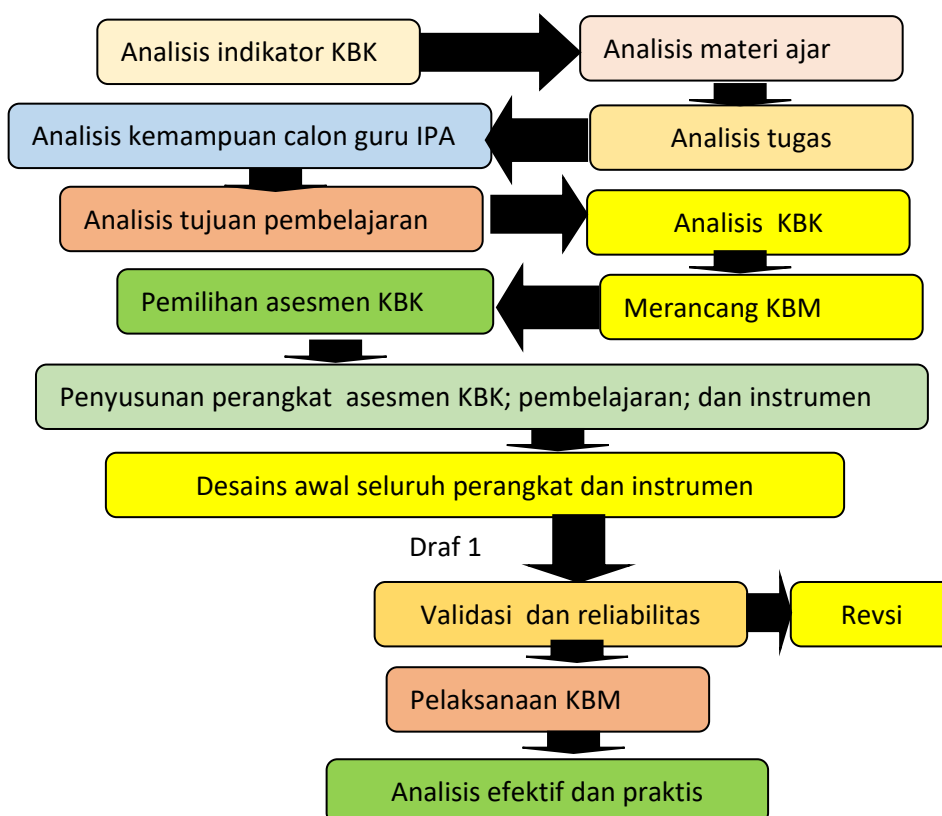 Analisis indikator KBK
Analisis materi ajar
Analisis tugas
Analisis kemampuan calon guru IPA
Analisis tujuan pembelajaran
Analisis KBK
Merancang KBM
Pemilihan asesmen KBK
Penyusunan perangkat asesmen KBK; pembelajaran; dan instrumen
Desains awal seluruh perangkat dan instrumen
Draf 1
Validasi dan reliabilitas
Revsi
Pelaksanaan KBM
Analisis efektif dan praktis